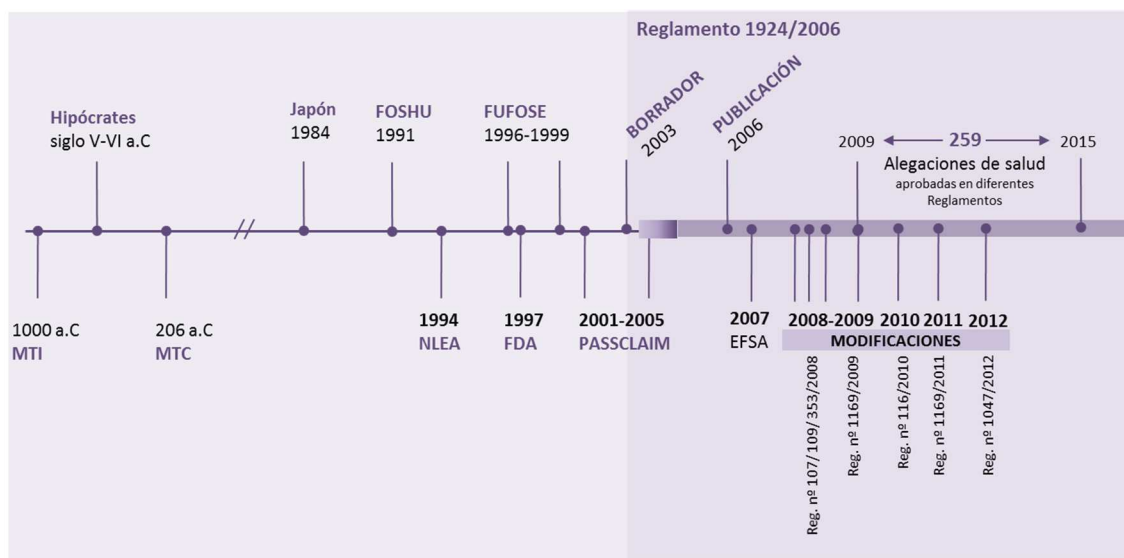 Reglamento 1924/2006
Hipócrates
siglo V-VI a.C
Japón
1984
FOSHU
1991
FUFOSE
1996-1999
BORRADOR
2003
PUBLICACIÓN
2006
2009
259
2015
Alegaciones de salud
aprobadas en diferentes
Reglamentos
//
1000 a.C
MTI
206 a.C
MTC
1994
NLEA
1997
FDA
2001-2005
PASSCLAIM
2007
EFSA
2008-2009
2010
2011
2012
MODIFICACIONES
Reg. nº 107/ 109/ 353/2008
Reg. nº 1169/2009
Reg. nº 116/2010
Reg. nº 1169/2011
Reg. nº 1047/2012